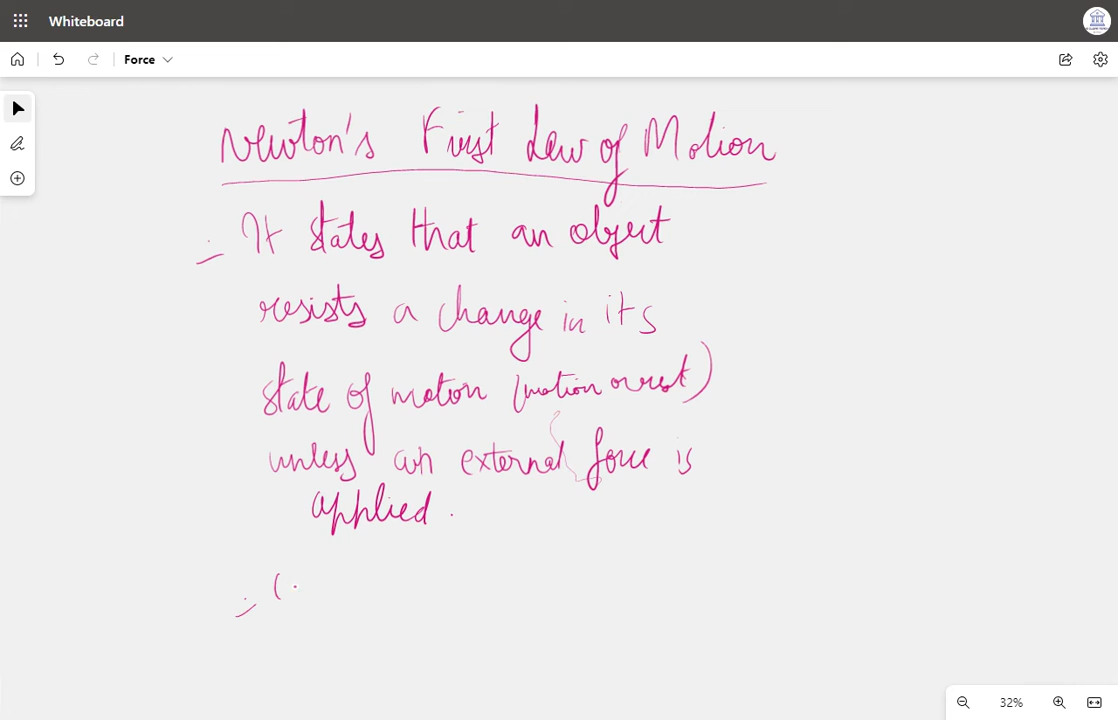 Whiteboard
Force
Newton's First Law of Motion
- It states that an object
resists a change in its
state of motion (motion or rest)
unless an external force is
applied.
- (
32%